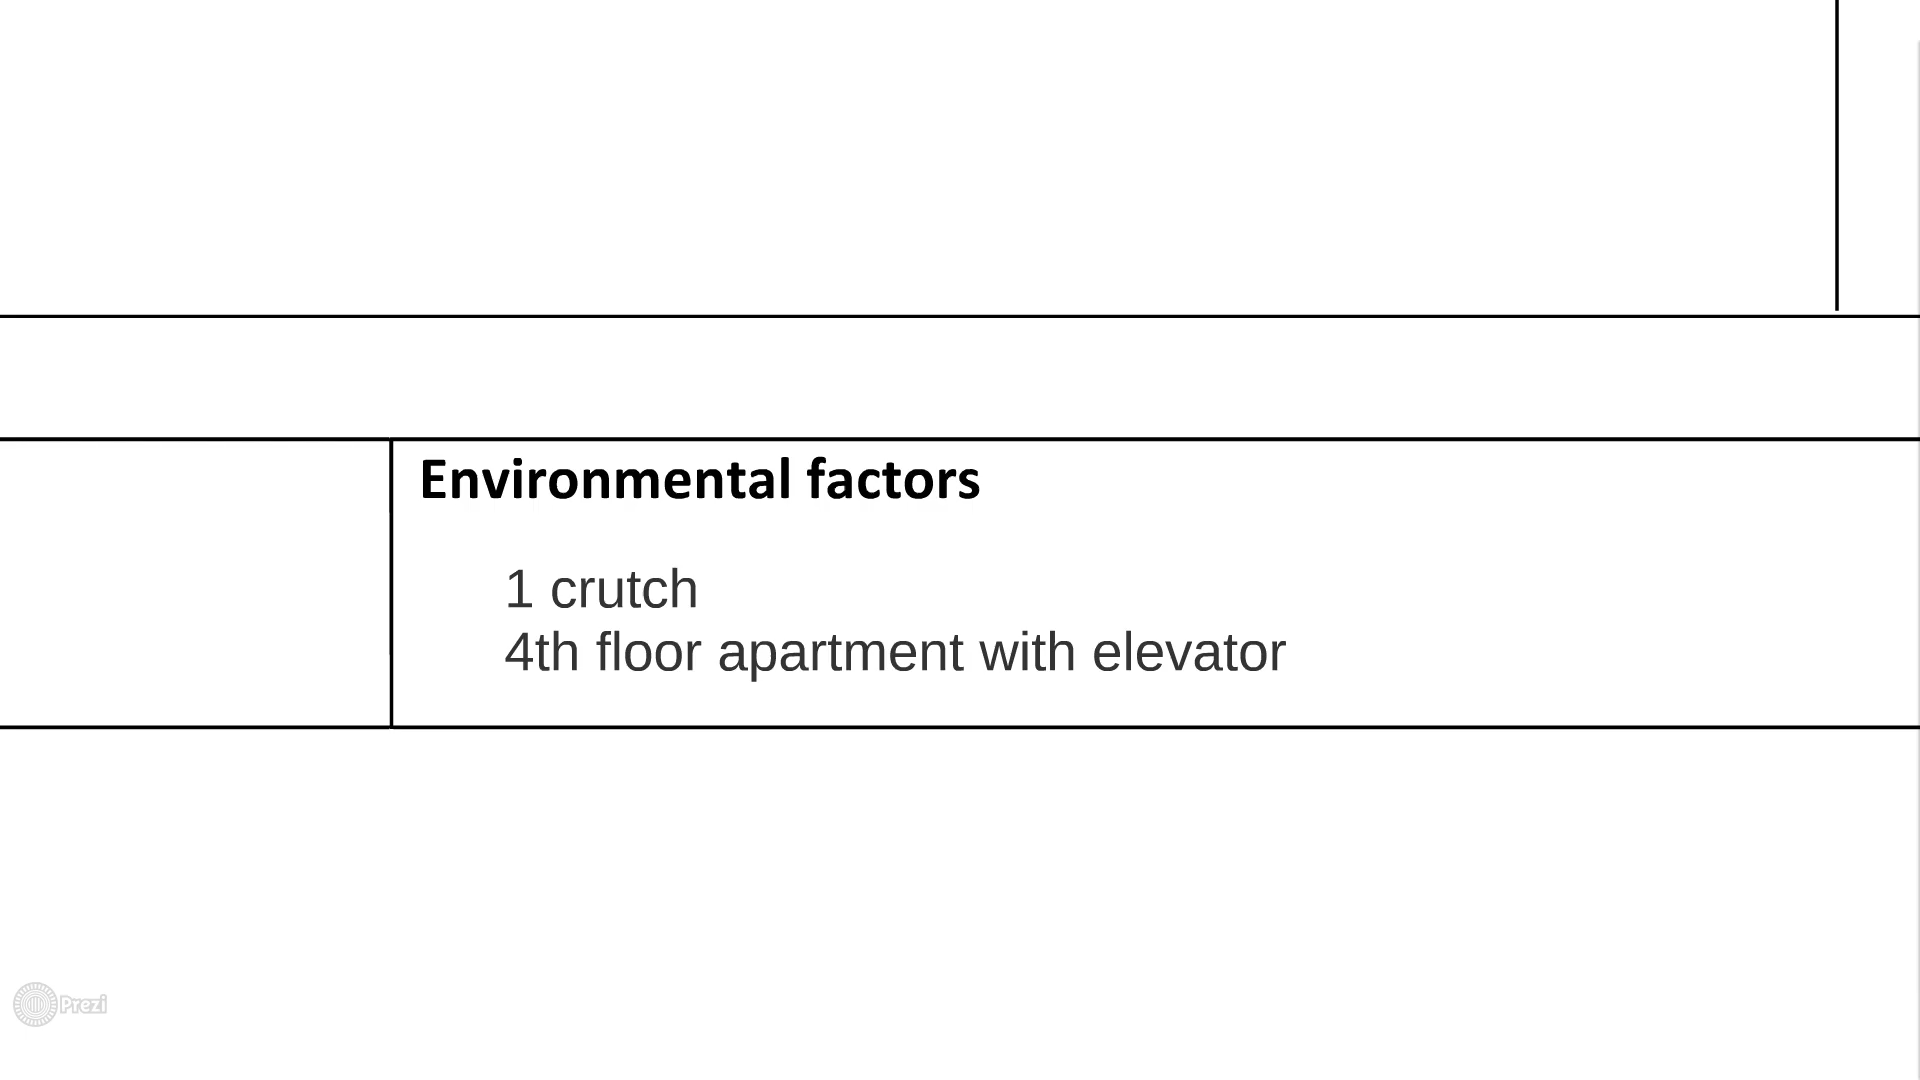 Environmental factors
1 crutch
4th floor apartment with elevator
Prezi